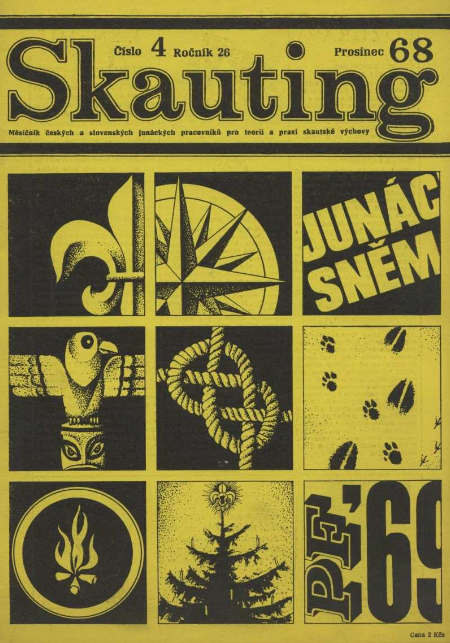 Číslo 4 Ročník 26 Prosinec 68
Skauting
Měsíčník českých a slovenských junáckých pracovníků pro teorii a praxi skautské výchovy
JUNÁC
SNĚM
PF'69
Cena 2 Kčs